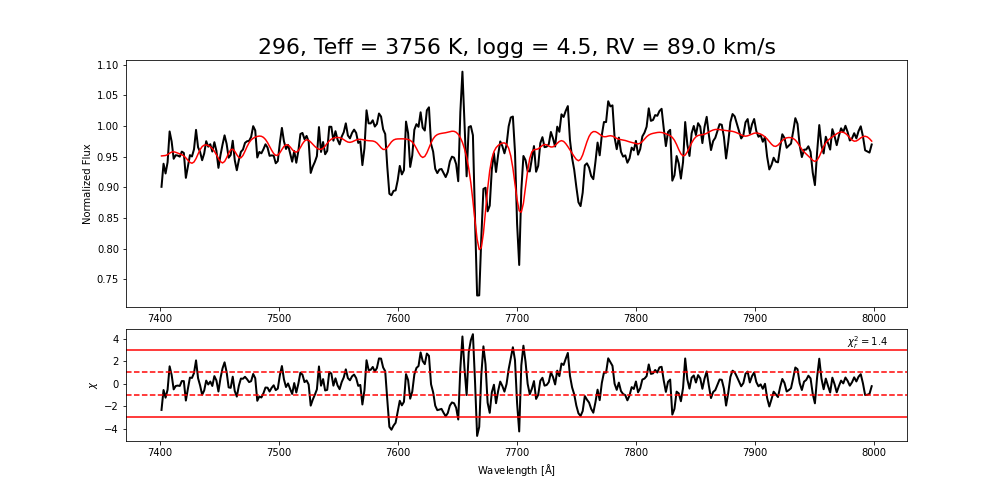 296, Teff = 3756 K, logg = 4.5, RV = 89.0 km/s
Normalized Flux
1.10
1.05
1.00
0.95
0.90
0.85
0.80
0.75
7400 7500 7600 7700 7800 7900 8000
χ
4
2
0
−2
−4
χ²ᵣ = 1.4
7400 7500 7600 7700 7800 7900 8000
Wavelength [Å]